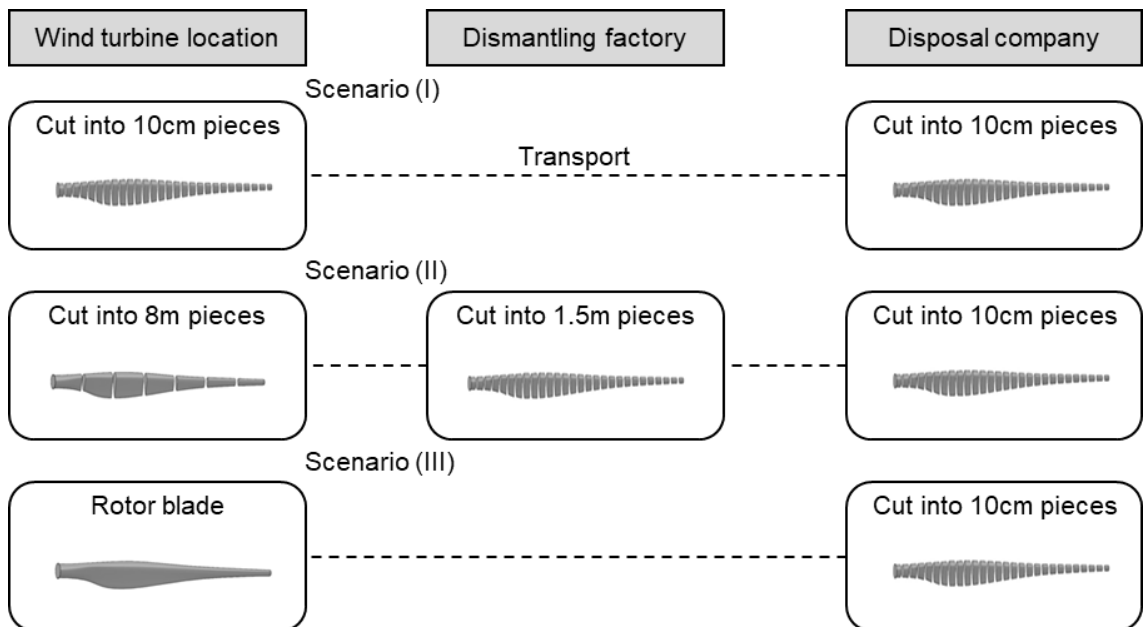 Wind turbine location
Dismantling factory
Disposal company
Scenario (I)
Cut into 10cm pieces
Transport
Cut into 10cm pieces
Scenario (II)
Cut into 8m pieces
Cut into 1.5m pieces
Cut into 10cm pieces
Scenario (III)
Rotor blade
Cut into 10cm pieces